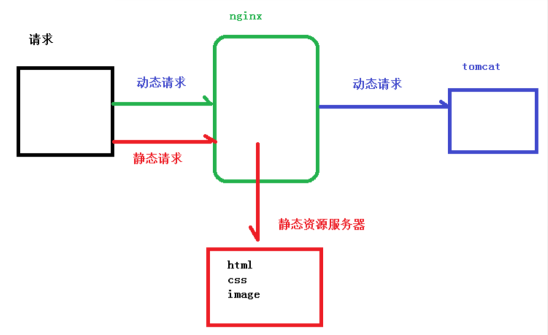 nginx
请求
动态请求
动态请求
tomcat
静态请求
静态资源服务器
html
css
image